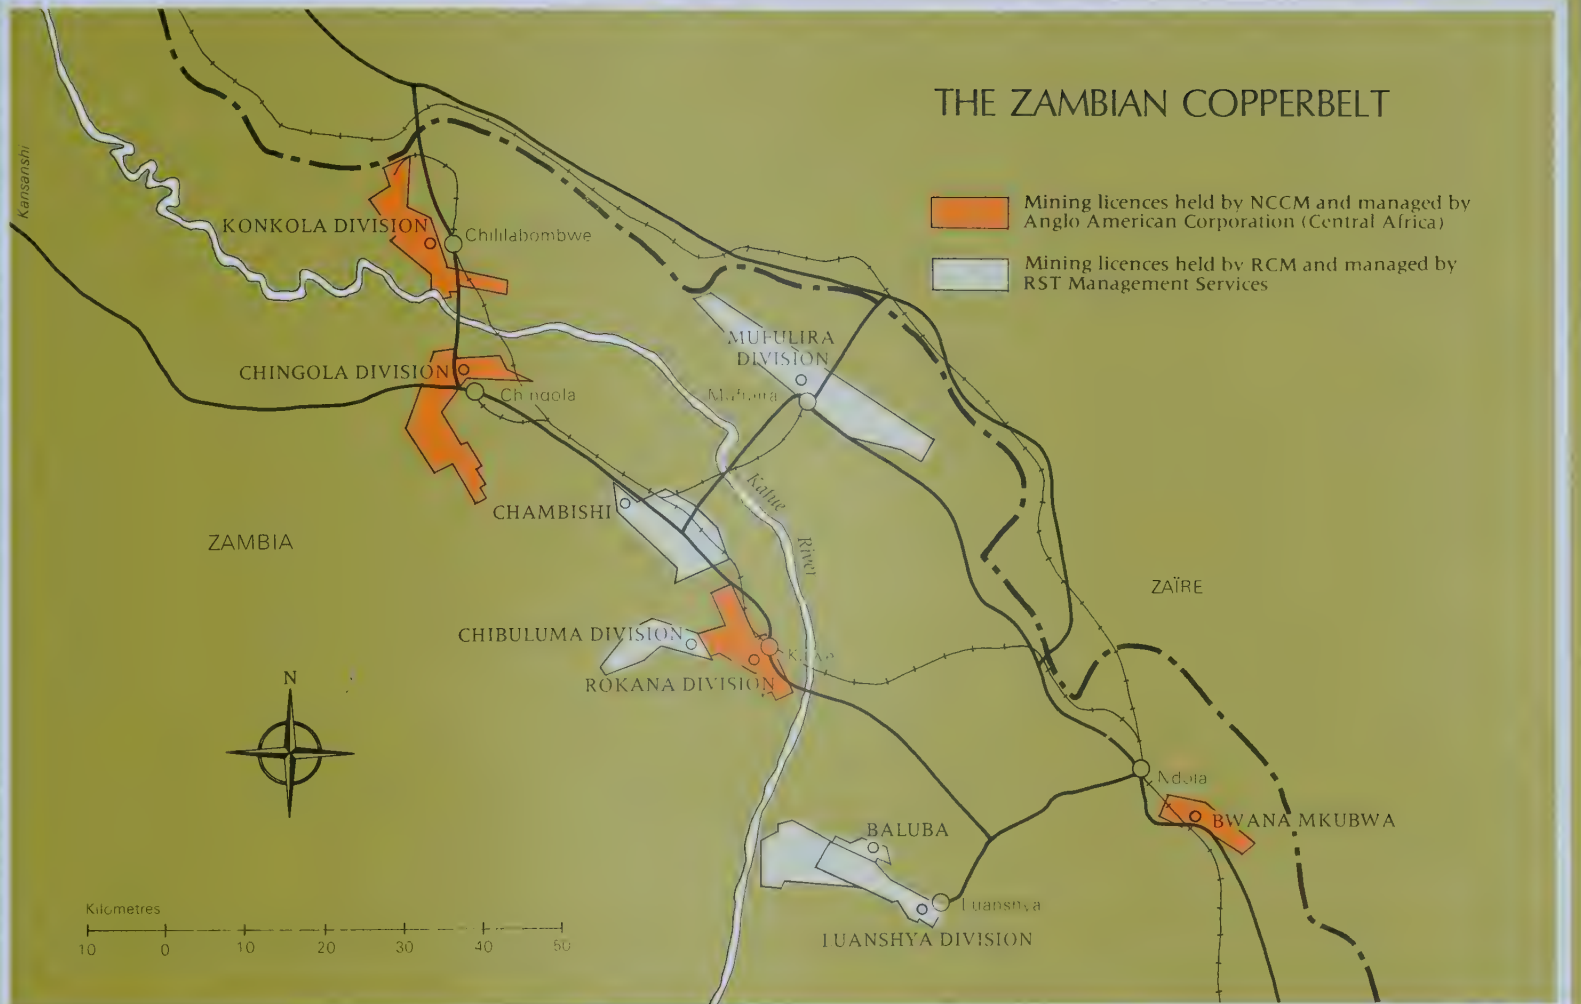 THE ZAMBIAN COPPERBELT
Mining licences held by NCCM and managed by
Anglo American Corporation (Central Africa)
Mining licences held by RCM and managed by
RST Management Services
Kansanshi
KONKOLA DIVISION
Chililabombwe
MUFULIRA
DIVISION
CHINGOLA DIVISION
Chingola
Mufulira
Kafue
River
CHAMBISHI
ZAMBIA
ZAÏRE
CHIBULUMA DIVISION
ROKANA DIVISION
N
Ndola
BWANA MKUBWA
BALUBA
Luanshya
LUANSHYA DIVISION
Kilometres
10 0 10 20 30 40 50